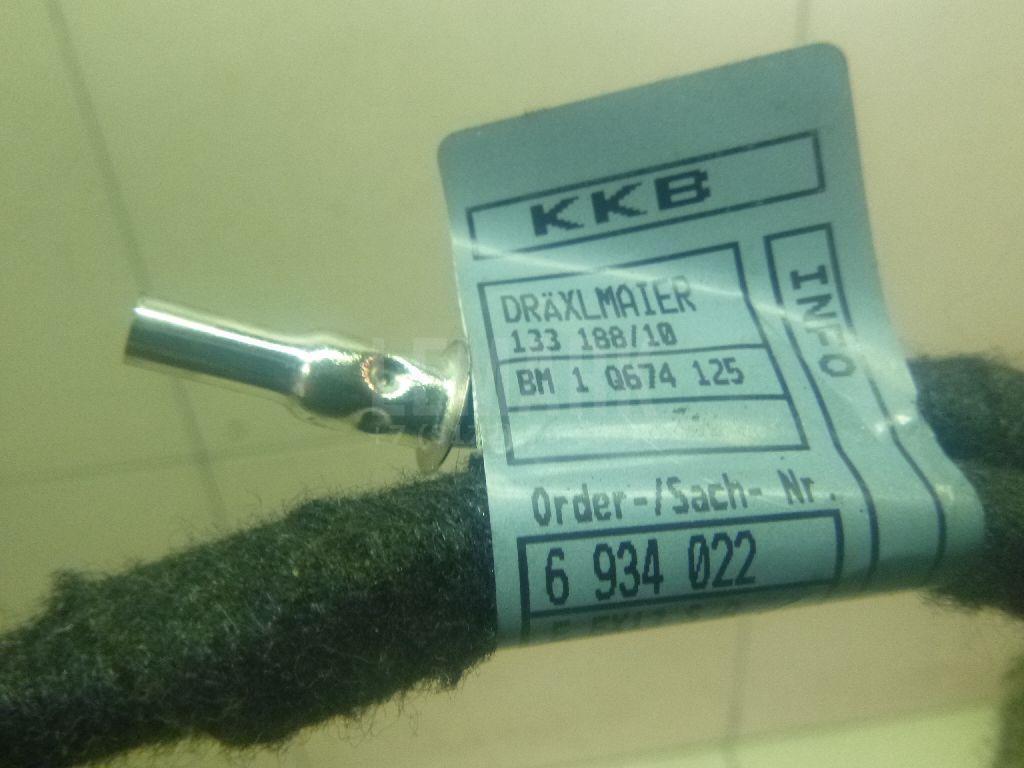 KKB
DRÄXLMAIER
133 188/10
BM 1 Q674 125
INFO
Order-/Sach- Nr.
6 934 022